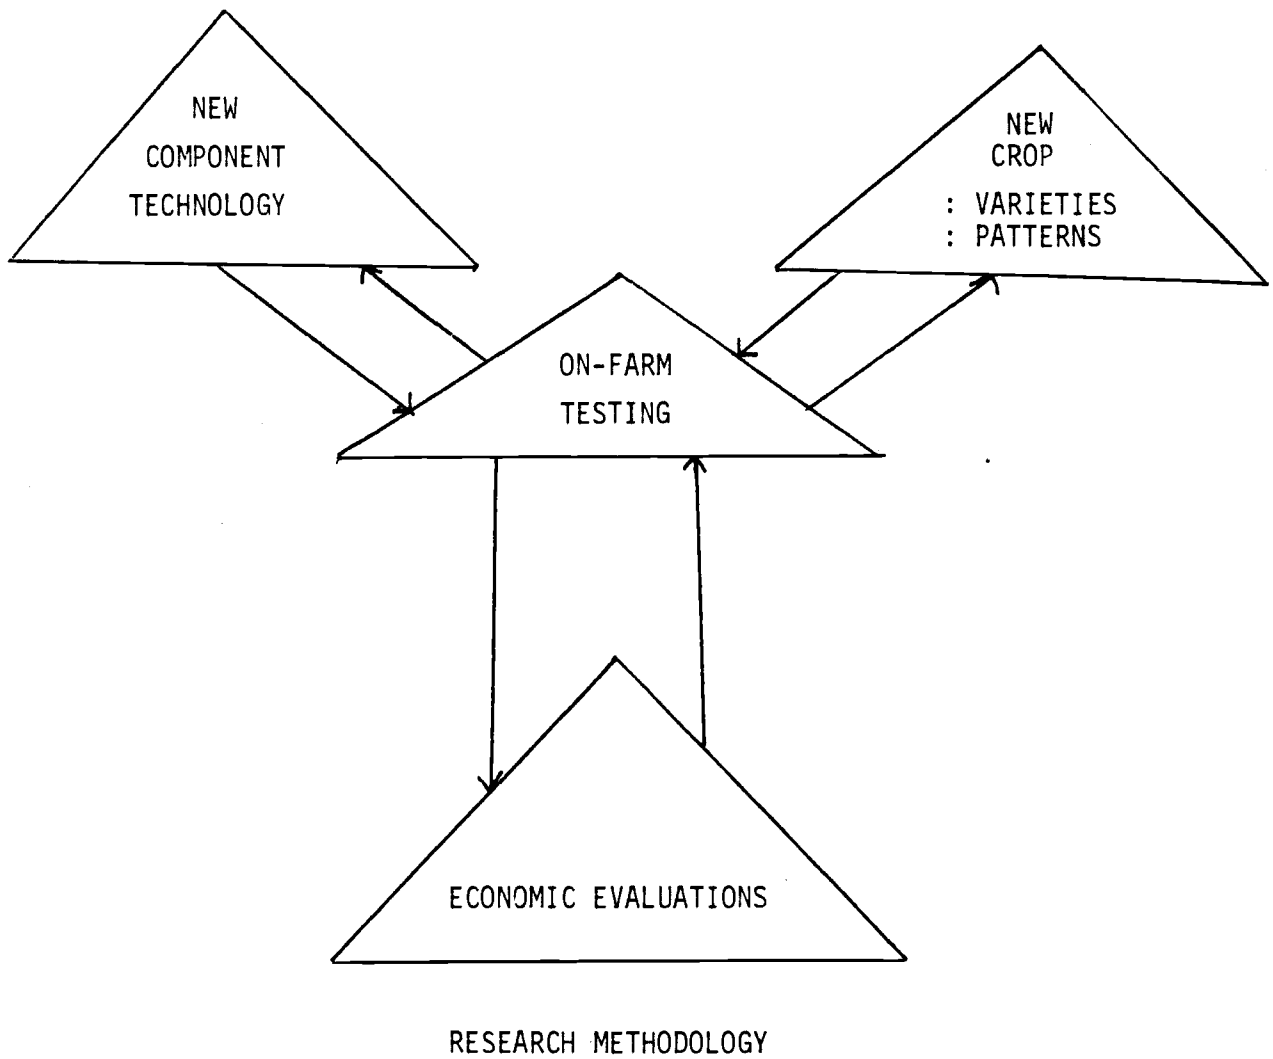 NEW
COMPONENT
TECHNOLOGY
NEW
CROP
: VARIETIES
: PATTERNS
ON-FARM
TESTING
ECONOMIC EVALUATIONS
RESEARCH METHODOLOGY